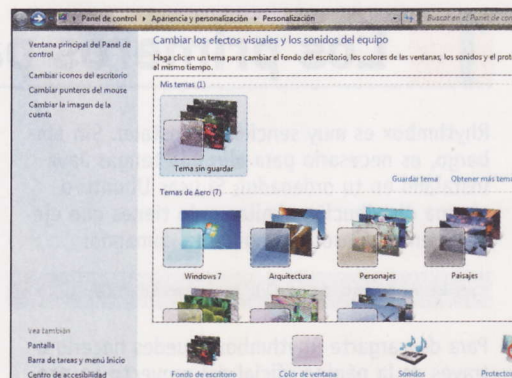 Panel de control ▸ Apariencia y personalización ▸ Personalización
Buscar en el Panel de con
Ventana principal del Panel de
control
Cambiar iconos del escritorio
Cambiar punteros del mouse
Cambiar la imagen de la
cuenta
Cambiar los efectos visuales y los sonidos del equipo
Haga clic en un tema para cambiar el fondo del escritorio, los colores de las ventanas, los sonidos y el prot
al mismo tiempo.
Mis temas (1)
Tema sin guardar
Guardar tema Obtener más tema
Temas de Aero (7)
Windows 7 Arquitectura Personajes Paisajes
Vea también
Pantalla
Barra de tareas y menú Inicio
Centro de accesibilidad
Fondo de escritorio Color de ventana Sonidos Protector